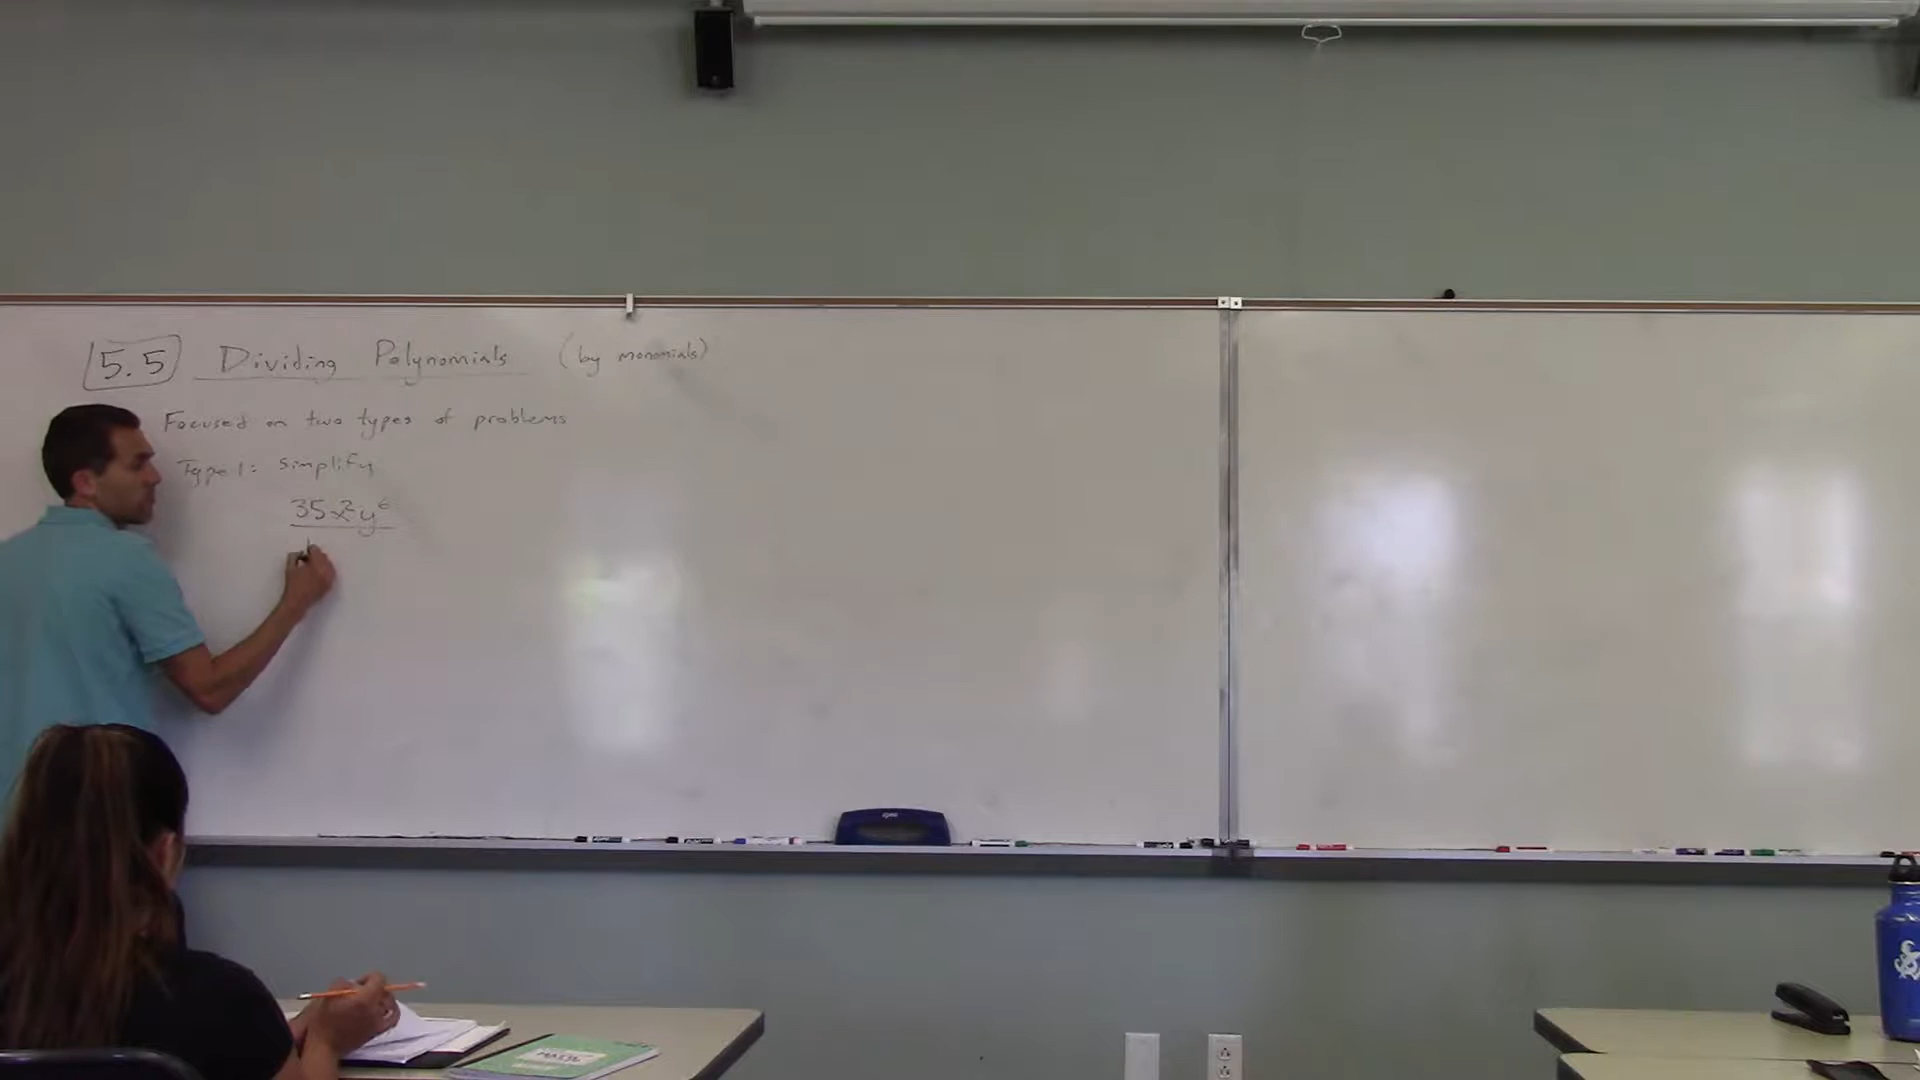 5.5 Dividing Polynomials (by monomials)
Focused on two types of problems
Type 1: simplify
35x²y⁶